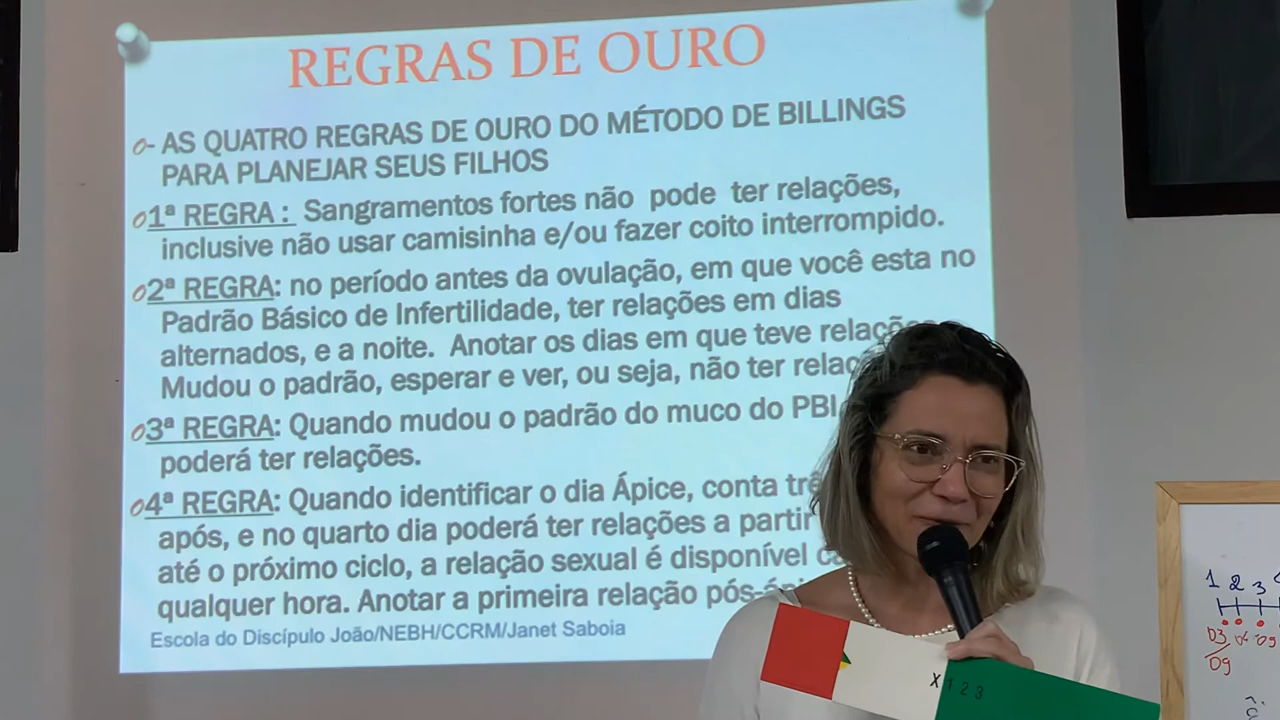 REGRAS DE OURO
- AS QUATRO REGRAS DE OURO DO MÉTODO DE BILLINGS
PARA PLANEJAR SEUS FILHOS
1ª REGRA : Sangramentos fortes não pode ter relações,
inclusive não usar camisinha e/ou fazer coito interrompido.
2ª REGRA: no período antes da ovulação, em que você esta no
Padrão Básico de Infertilidade, ter relações em dias
alternados, e a noite. Anotar os dias em que teve
Mudou o padrão, esperar e ver, ou seja, não ter
3ª REGRA: Quando mudou o padrão do muco do PBI
poderá ter relações.
4ª REGRA: Quando identificar o dia Ápice, conta
após, e no quarto dia poderá ter relações a partir
até o próximo ciclo, a relação sexual é disponível
qualquer hora. Anotar a primeira relação
Escola do Discípulo João/NEBH/CCRM/Janet Saboia
X 1 2 3
1 2 3
03 06 09
09